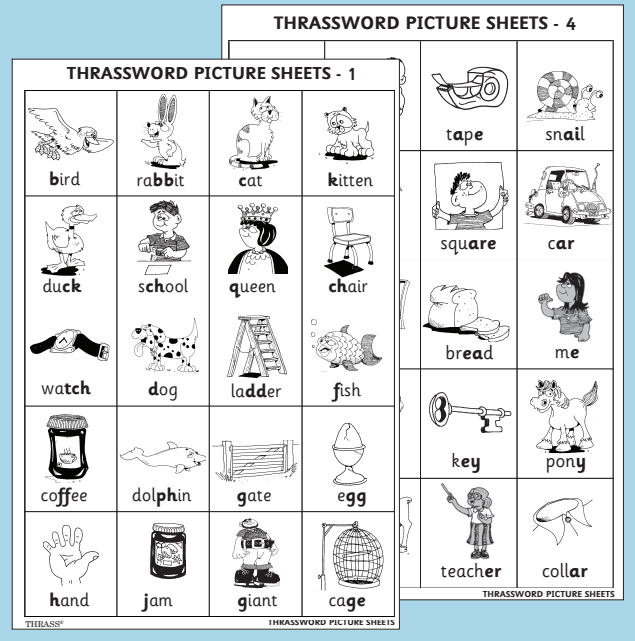 THRASSWORD PICTURE SHEETS - 4
tape snail
square car
bread me
key pony
teacher collar
THRASSWORD PICTURE SHEETS
THRASSWORD PICTURE SHEETS - 1
bird rabbit cat kitten
duck school queen chair
watch dog ladder fish
coffee dolphin gate egg
hand jam giant cage
THRASS® THRASSWORD PICTURE SHEETS